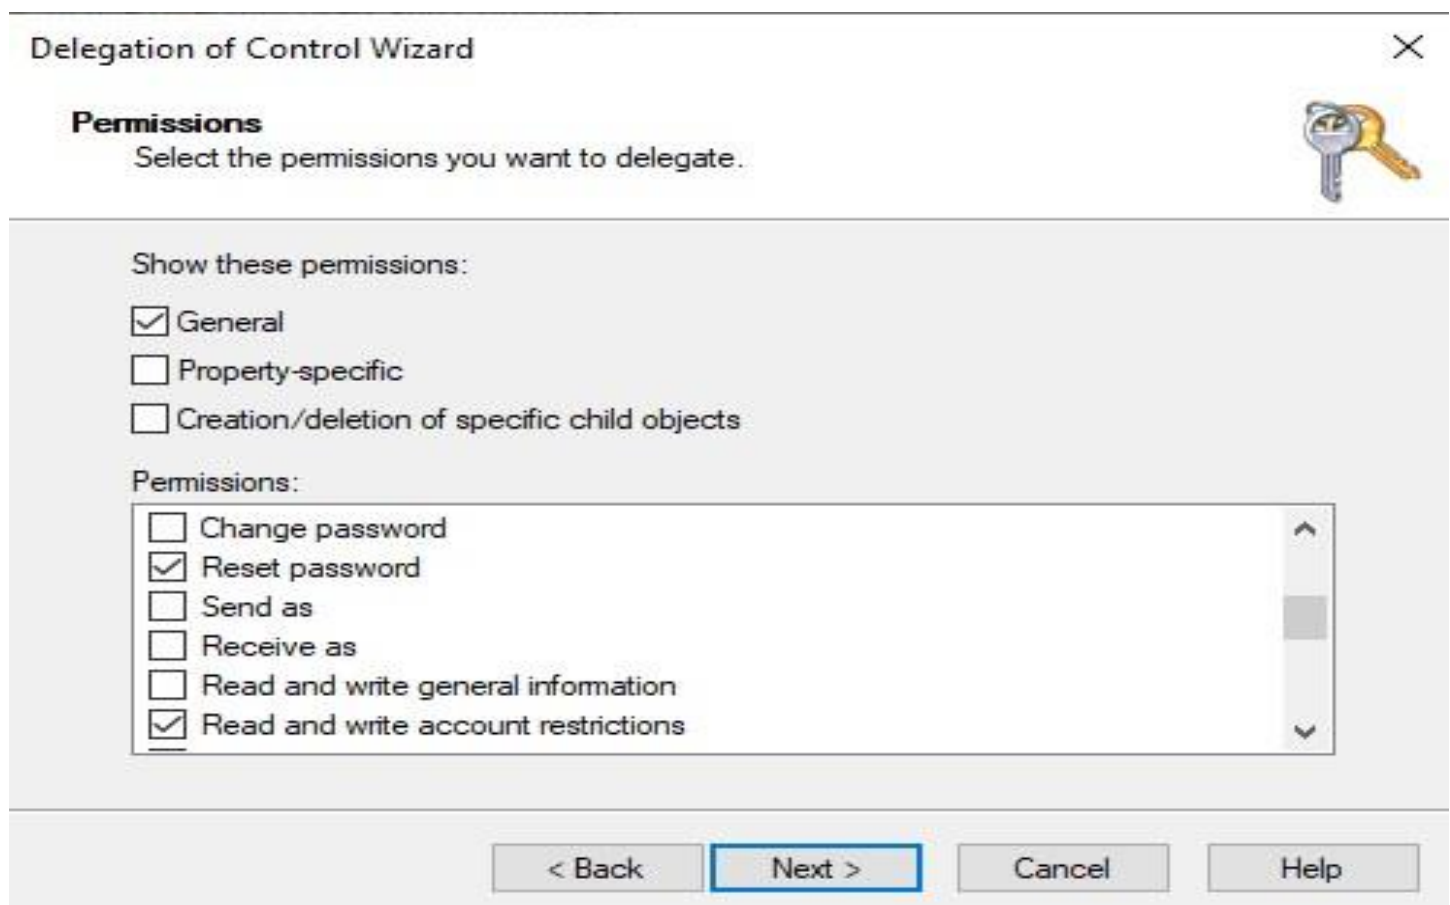 Delegation of Control Wizard
Permissions
Select the permissions you want to delegate.
Show these permissions:
General
Property-specific
Creation/deletion of specific child objects
Permissions:
Change password
Reset password
Send as
Receive as
Read and write general information
Read and write account restrictions
< Back Next > Cancel Help